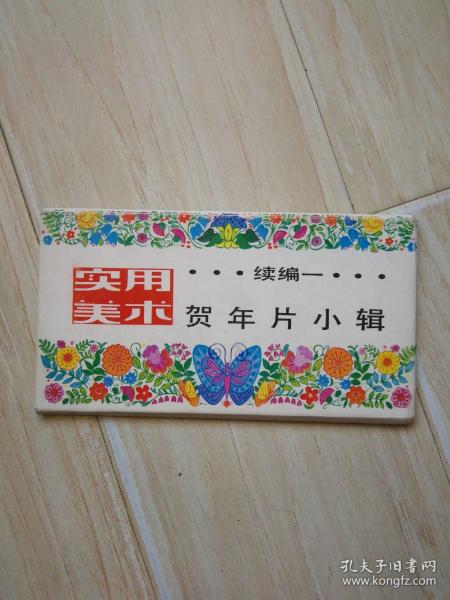 实用
美术
···续编一···
贺年片小辑
孔夫子旧书网
www.kongfz.com